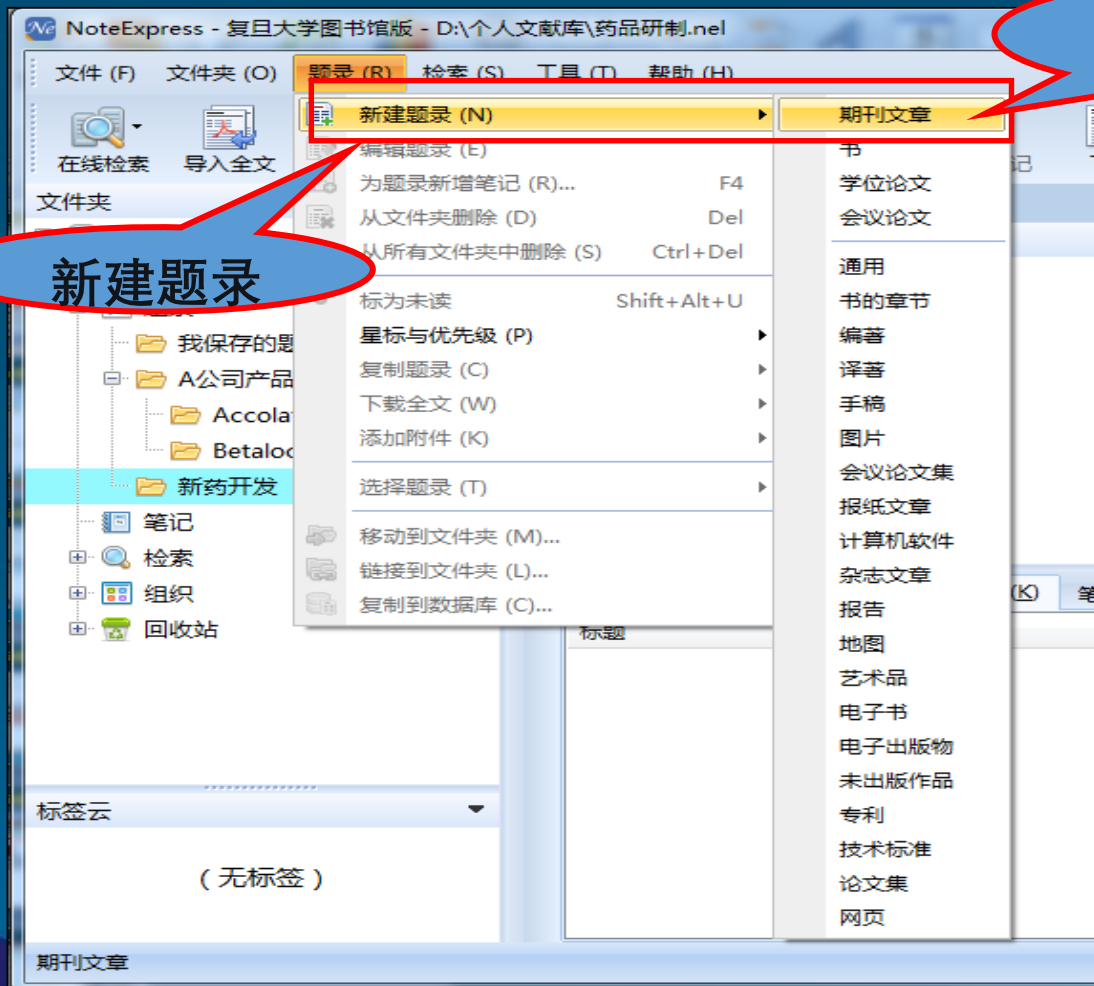 NoteExpress - 复旦大学图书馆版 - D:\个人文献库\药品研制.nel
文件 (F) 文件夹 (O) 题录 (R) 检索 (S) 工具 (T) 帮助 (H)
在线检索 导入全文
文件夹
新建题录 (N)
编辑题录 (E)
为题录新增笔记 (R)... F4
从文件夹删除 (D) Del
从所有文件夹中删除 (S) Ctrl+Del
标为未读 Shift+Alt+U
星标与优先级 (P)
复制题录 (C)
下载全文 (W)
添加附件 (K)
选择题录 (T)
移动到文件夹 (M)...
链接到文件夹 (L)...
复制到数据库 (C)...
期刊文章
书
学位论文
会议论文
通用
书的章节
编著
译著
手稿
图片
会议论文集
报纸文章
计算机软件
杂志文章
报告
地图
艺术品
电子书
电子出版物
未出版作品
专利
技术标准
论文集
网页
新建题录
我保存的题
A公司产品
Accola
Betaloc
新药开发
笔记
检索
组织
回收站
标题
(K) 笔
记
标签云
(无标签)
期刊文章